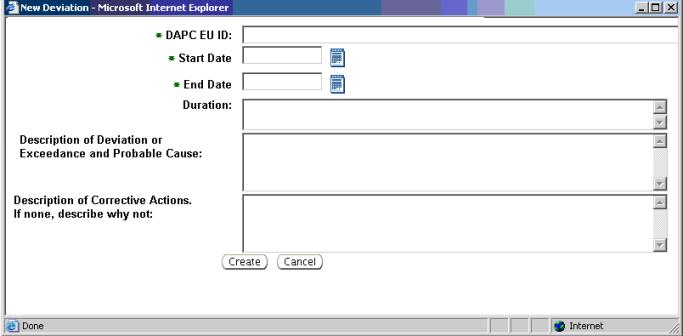 New Deviation - Microsoft Internet Explorer
* DAPC EU ID:
* Start Date
* End Date
Duration:
Description of Deviation or
Exceedance and Probable Cause:
Description of Corrective Actions.
If none, describe why not:
Create Cancel
Done Internet